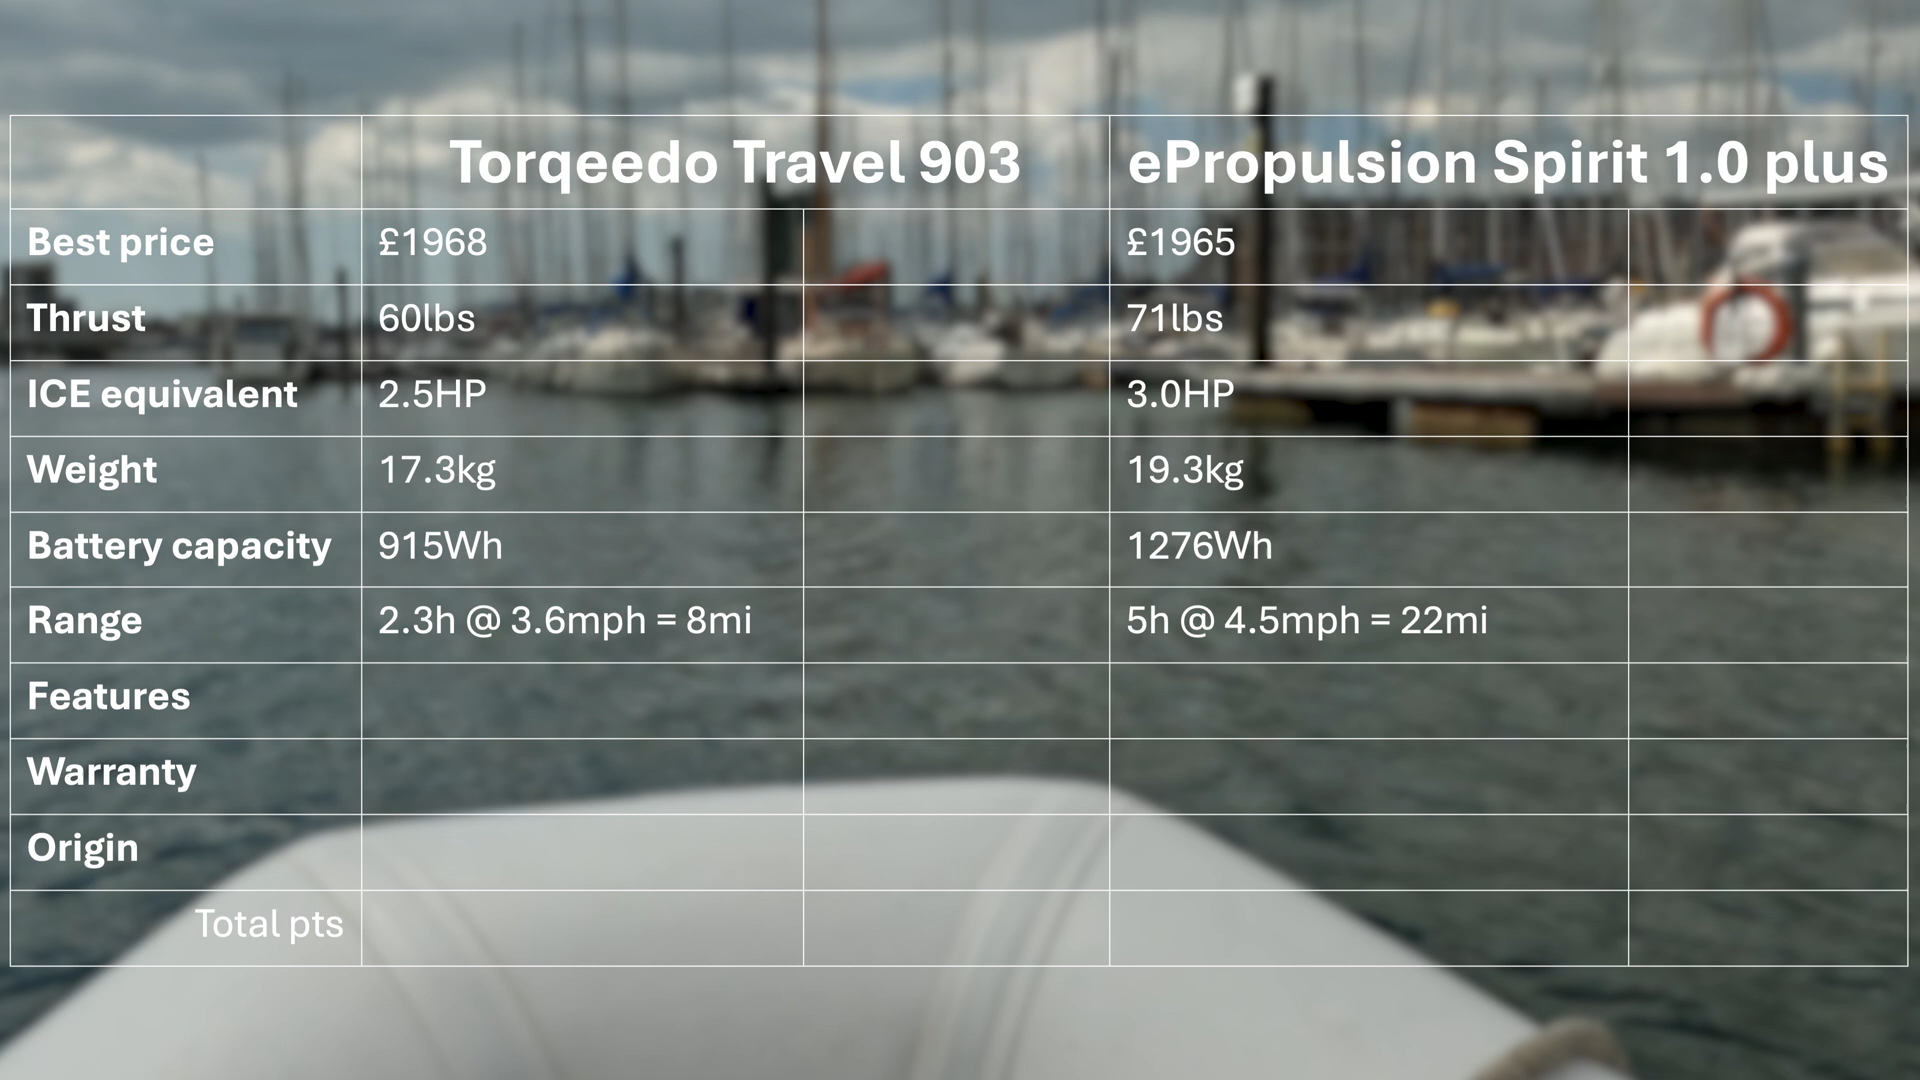 Torqeedo Travel 903 ePropulsion Spirit 1.0 plus
Best price £1968 £1965
Thrust 60lbs 71lbs
ICE equivalent 2.5HP 3.0HP
Weight 17.3kg 19.3kg
Battery capacity 915Wh 1276Wh
Range 2.3h @ 3.6mph = 8mi 5h @ 4.5mph = 22mi
Features
Warranty
Origin
Total pts